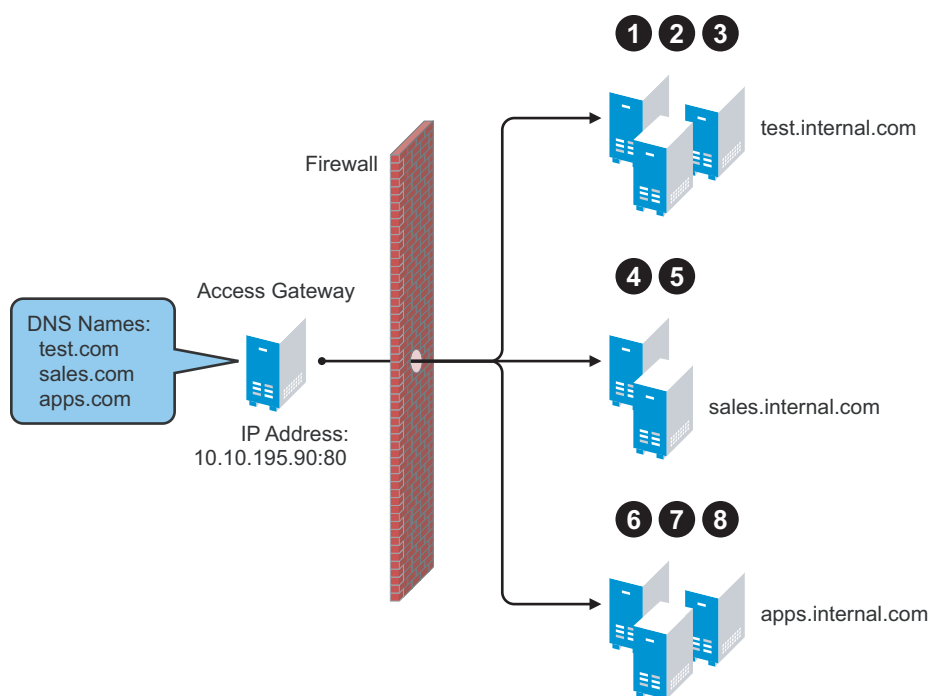 1 2 3
test.internal.com
Firewall
4 5
Access Gateway
DNS Names:
test.com
sales.com
apps.com
sales.internal.com
IP Address:
10.10.195.90:80
6 7 8
apps.internal.com